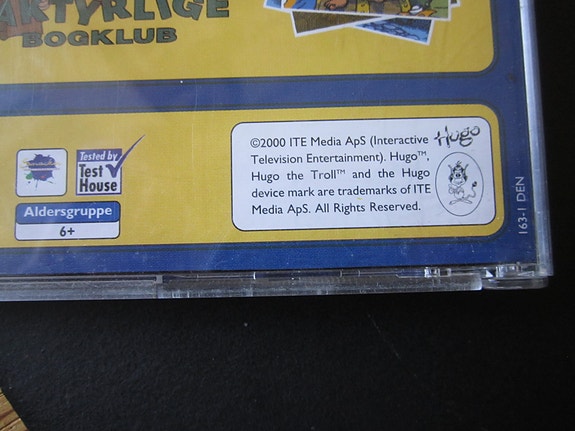 ARTYRLIGE
BOGKLUB
Tested by
Test
House
Aldersgruppe
6+
©2000 ITE Media ApS (Interactive
Television Entertainment). Hugo™,
Hugo the Troll™ and the Hugo
device mark are trademarks of ITE
Media ApS. All Rights Reserved.
Hugo
163-1 DEN